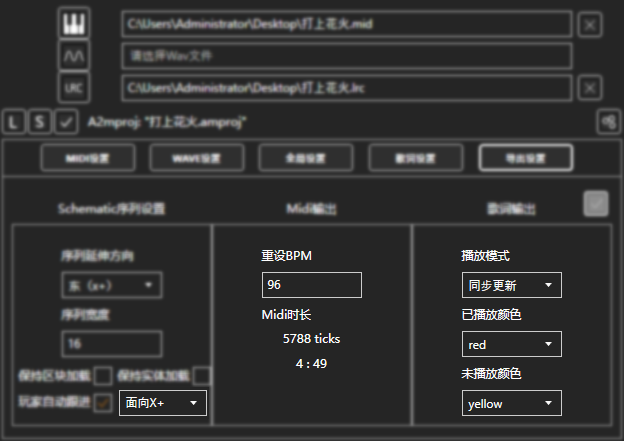 C:\Users\Administrator\Desktop\打上花火.mid
请选择Wav文件
LRC
C:\Users\Administrator\Desktop\打上花火.lrc
L S A2mproj: "打上花火.amproj"
MIDI设置 WAVE设置 全局设置 歌词设置 导出设置
Schematic序列设置 Midi输出 歌词输出
序列延伸方向 重设BPM 播放模式
东（x+） 96 同步更新
序列宽度 Midi时长 已播放颜色
16 5788 ticks red
4 : 49
保持区块加载 保持实体加载 未播放颜色
玩家自动跟进 面向X+ yellow